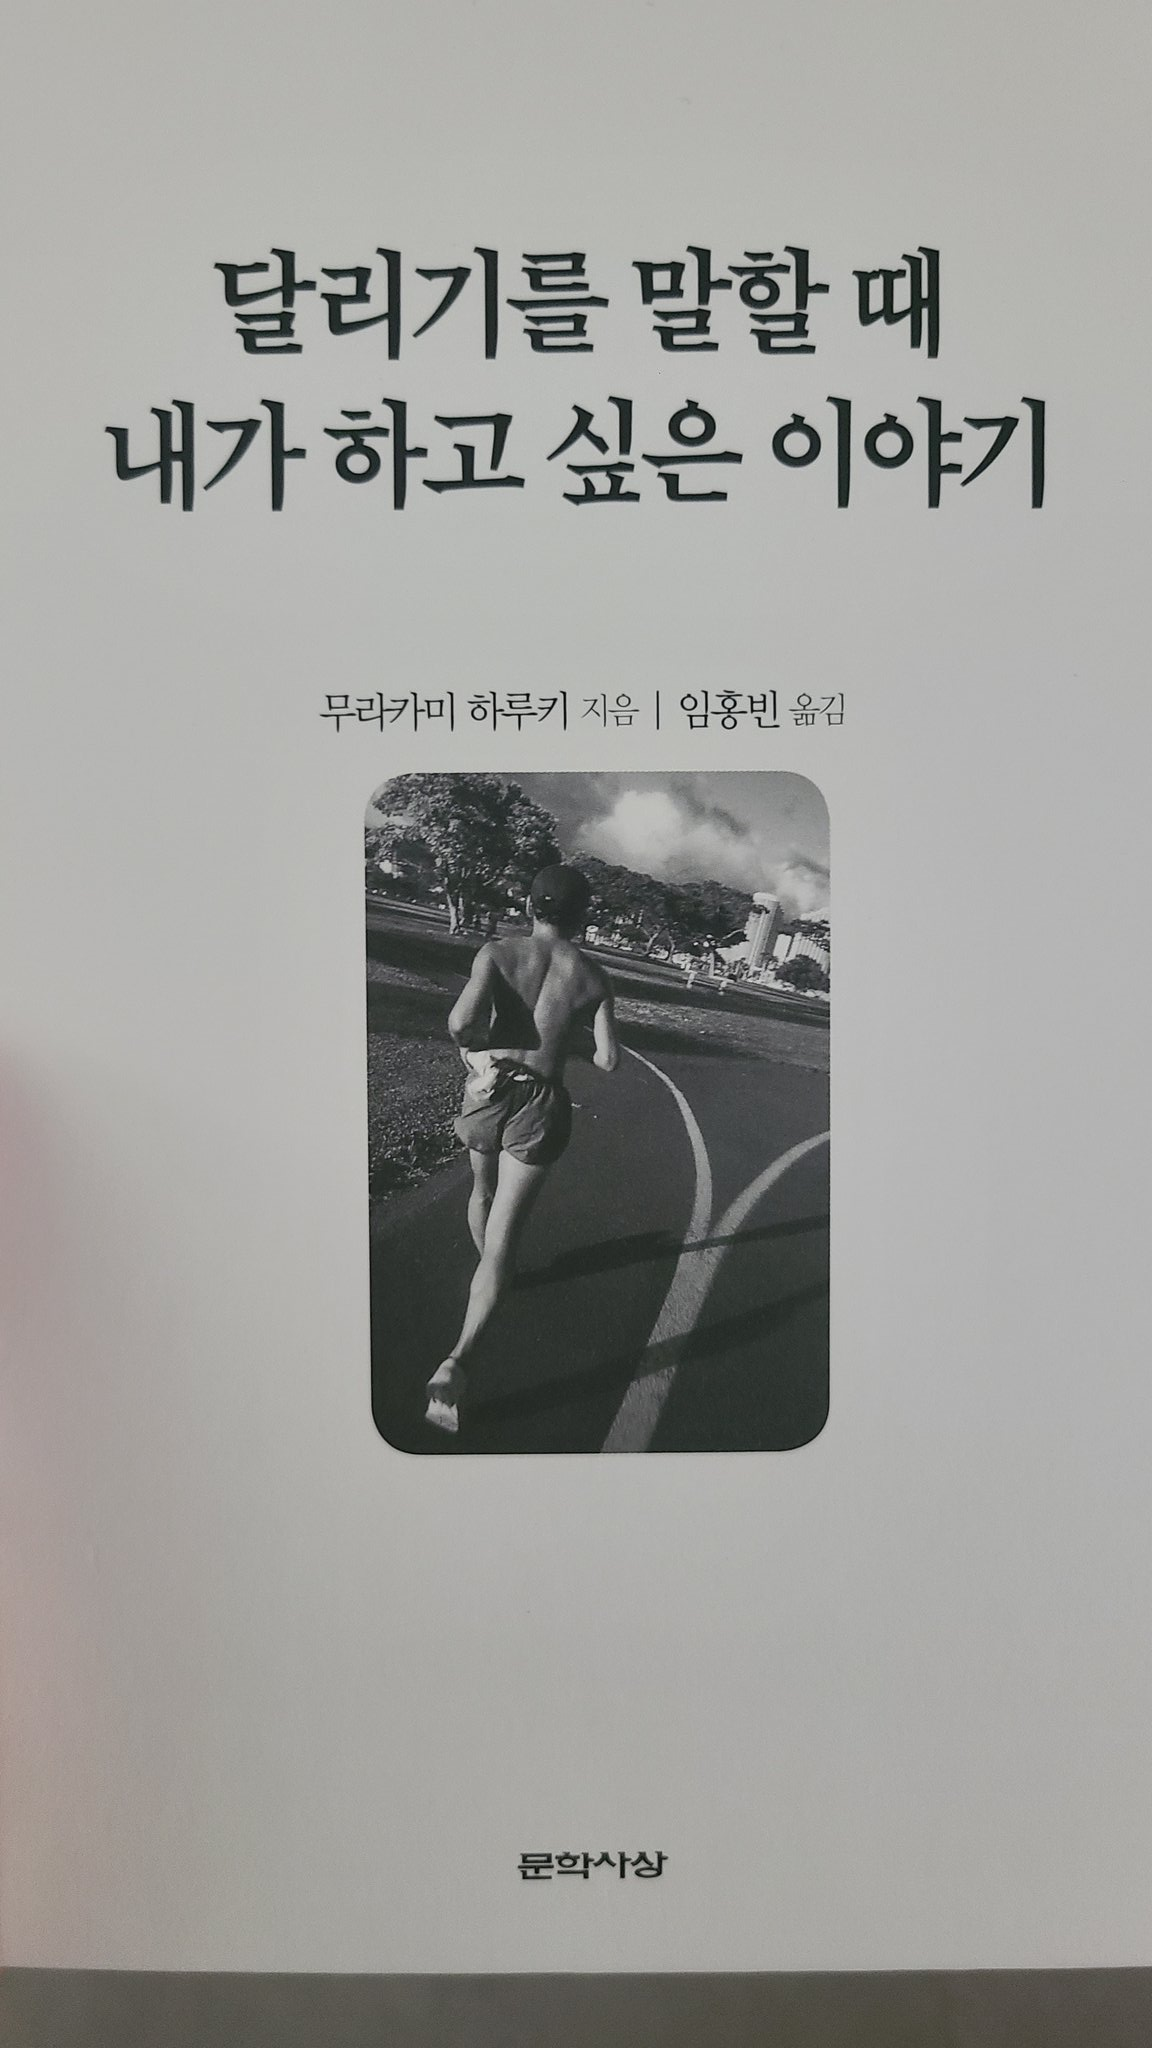 달리기를 말할 때
내가 하고 싶은 이야기
무라카미 하루키 지음 | 임홍빈 옮김
문학사상